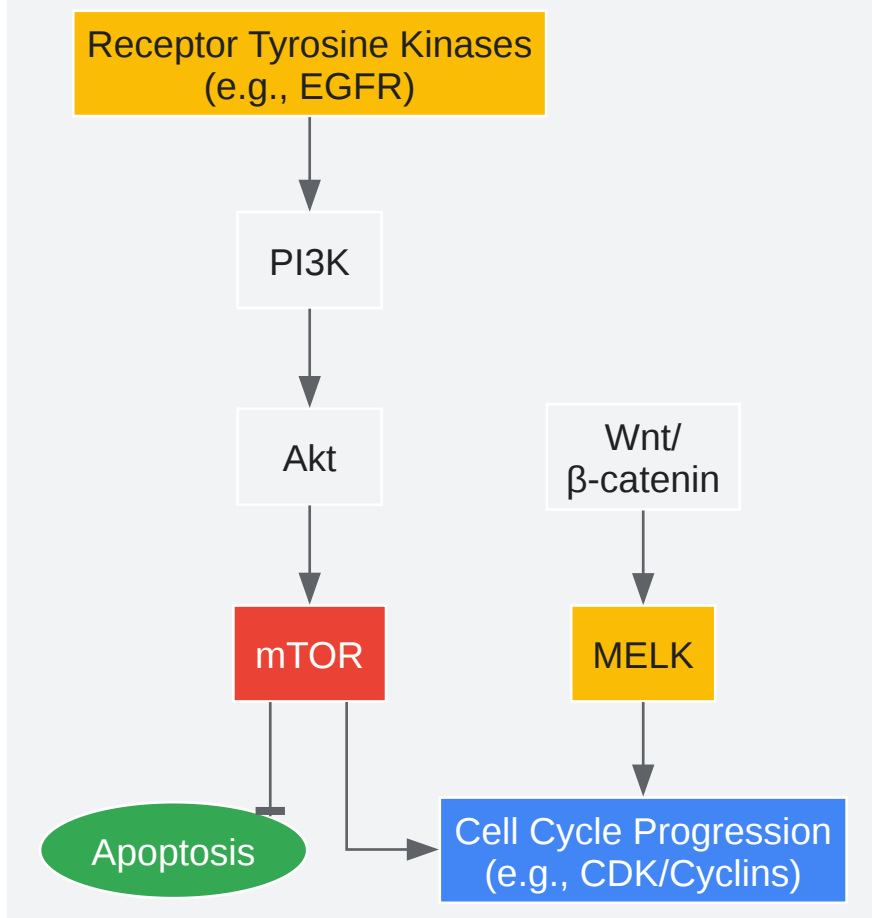 Receptor Tyrosine Kinases
(e.g., EGFR)
PI3K
Akt
Wnt/
β-catenin
mTOR
MELK
Apoptosis
Cell Cycle Progression
(e.g., CDK/Cyclins)